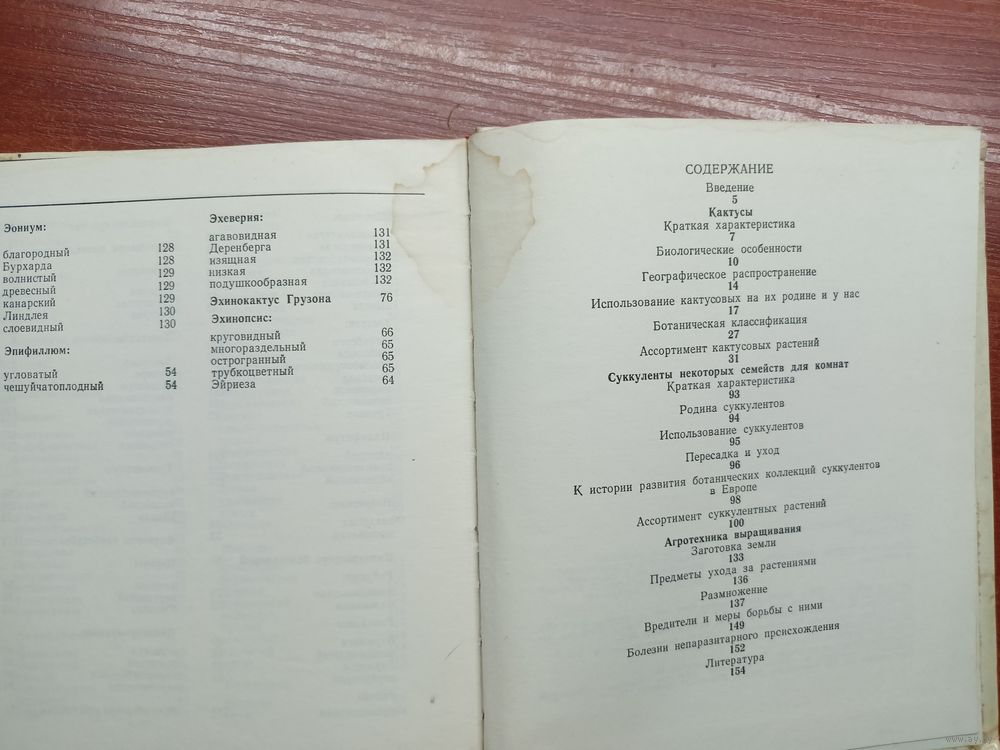 Эониум:
благородный 128
Бурхарда 128
волнистый 129
древесный 129
канарский 129
Линдлея 130
слоевидный 130
Эпифиллюм:
угловатый 54
чешуйчатоплодный 54
Эхеверия:
агавовидная 131
Деренберга 131
изящная 132
низкая 132
подушкообразная 132
Эхинокактус Грузона 76
Эхинопсис:
круговидный 66
многораздельный 65
острогранный 65
трубкоцветный 65
Эйриеза 64
СОДЕРЖАНИЕ
Введение
5
Кактусы
Краткая характеристика
7
Биологические особенности
10
Географическое распространение
14
Использование кактусовых на их родине и у нас
17
Ботаническая классификация
27
Ассортимент кактусовых растений
31
Суккуленты некоторых семейств для комнат
Краткая характеристика
93
Родина суккулентов
94
Использование суккулентов
95
Пересадка и уход
96
К истории развития ботанических коллекций суккулентов
в Европе
98
Ассортимент суккулентных растений
100
Агротехника выращивания
Заготовка земли
133
Предметы ухода за растениями
136
Размножение
137
Вредители и меры борьбы с ними
149
Болезни непаразитарного происхождения
152
Литература
154
www.ay.by